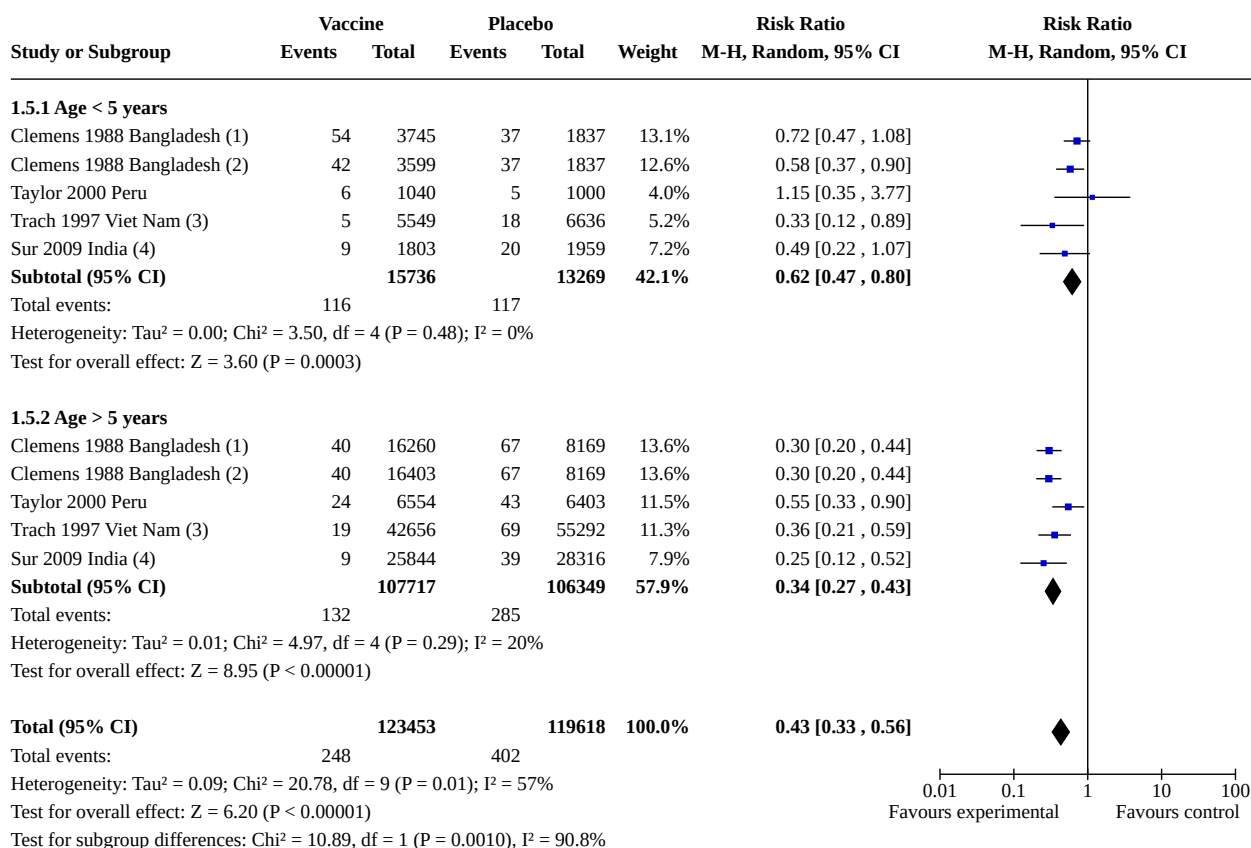 Vaccine Placebo Risk Ratio Risk Ratio
Study or Subgroup Events Total Events Total Weight M-H, Random, 95% CI M-H, Random, 95% CI
1.5.1 Age < 5 years
Clemens 1988 Bangladesh (1) 54 3745 37 1837 13.1% 0.72 [0.47 , 1.08]
Clemens 1988 Bangladesh (2) 42 3599 37 1837 12.6% 0.58 [0.37 , 0.90]
Taylor 2000 Peru 6 1040 5 1000 4.0% 1.15 [0.35 , 3.77]
Trach 1997 Viet Nam (3) 5 5549 18 6636 5.2% 0.33 [0.12 , 0.89]
Sur 2009 India (4) 9 1803 20 1959 7.2% 0.49 [0.22 , 1.07]
Subtotal (95% CI) 15736 13269 42.1% 0.62 [0.47 , 0.80]
Total events: 116 117
Heterogeneity: Tau² = 0.00; Chi² = 3.50, df = 4 (P = 0.48); I² = 0%
Test for overall effect: Z = 3.60 (P = 0.0003)
1.5.2 Age > 5 years
Clemens 1988 Bangladesh (1) 40 16260 67 8169 13.6% 0.30 [0.20 , 0.44]
Clemens 1988 Bangladesh (2) 40 16403 67 8169 13.6% 0.30 [0.20 , 0.44]
Taylor 2000 Peru 24 6554 43 6403 11.5% 0.55 [0.33 , 0.90]
Trach 1997 Viet Nam (3) 19 42656 69 55292 11.3% 0.36 [0.21 , 0.59]
Sur 2009 India (4) 9 25844 39 28316 7.9% 0.25 [0.12 , 0.52]
Subtotal (95% CI) 107717 106349 57.9% 0.34 [0.27 , 0.43]
Total events: 132 285
Heterogeneity: Tau² = 0.01; Chi² = 4.97, df = 4 (P = 0.29); I² = 20%
Test for overall effect: Z = 8.95 (P < 0.00001)
Total (95% CI) 123453 119618 100.0% 0.43 [0.33 , 0.56]
Total events: 248 402
Heterogeneity: Tau² = 0.09; Chi² = 20.78, df = 9 (P = 0.01); I² = 57%
0.01 0.1 1 10 100
Test for overall effect: Z = 6.20 (P < 0.00001) Favours experimental Favours control
Test for subgroup differences: Chi² = 10.89, df = 1 (P = 0.0010), I² = 90.8%